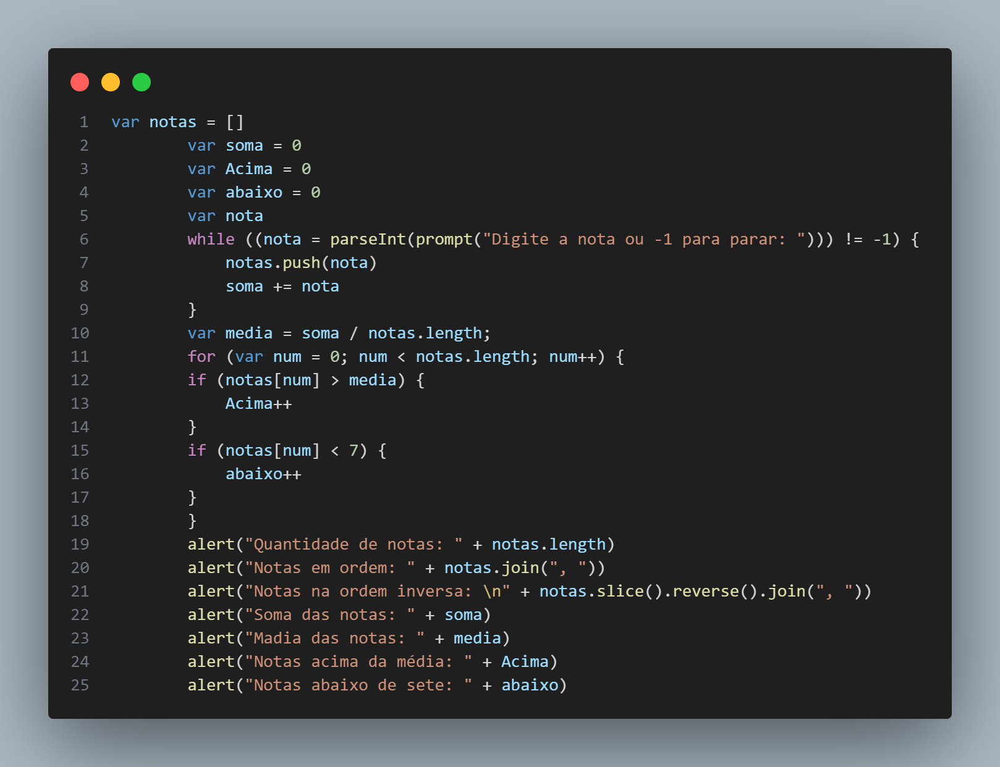 1 var notas = []
2         var soma = 0
3         var Acima = 0
4         var abaixo = 0
5         var nota
6         while ((nota = parseInt(prompt("Digite a nota ou -1 para parar: "))) != -1) {
7             notas.push(nota)
8             soma += nota
9         }
10         var media = soma / notas.length;
11         for (var num = 0; num < notas.length; num++) {
12         if (notas[num] > media) {
13             Acima++
14         }
15         if (notas[num] < 7) {
16             abaixo++
17         }
18         }
19         alert("Quantidade de notas: " + notas.length)
20         alert("Notas em ordem: " + notas.join(", "))
21         alert("Notas na ordem inversa: \n" + notas.slice().reverse().join(", "))
22         alert("Soma das notas: " + soma)
23         alert("Madia das notas: " + media)
24         alert("Notas acima da média: " + Acima)
25         alert("Notas abaixo de sete: " + abaixo)